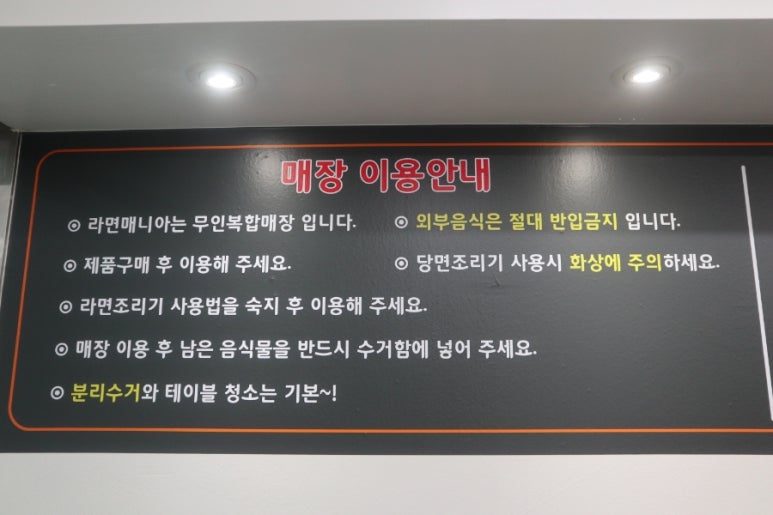 매장 이용안내
◉ 라면매니아는 무인복합매장 입니다.
◉ 외부음식은 절대 반입금지 입니다.
◉ 제품구매 후 이용해 주세요.
◉ 당면조리기 사용시 화상에 주의하세요.
◉ 라면조리기 사용법을 숙지 후 이용해 주세요.
◉ 매장 이용 후 남은 음식물을 반드시 수거함에 넣어 주세요.
◉ 분리수거와 테이블 청소는 기본~!